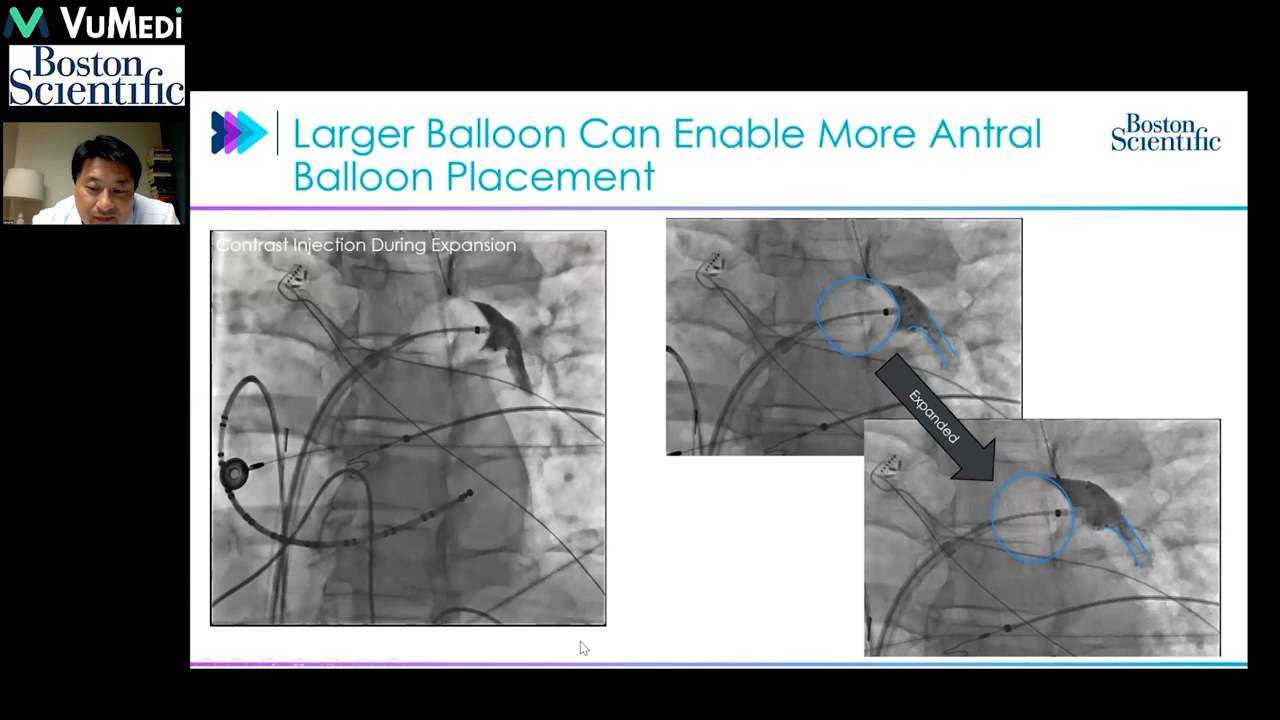 VuMedi
Boston
Scientific
Larger Balloon Can Enable More Antral
Balloon Placement
Boston
Scientific
Contrast Injection During Expansion
Expanded